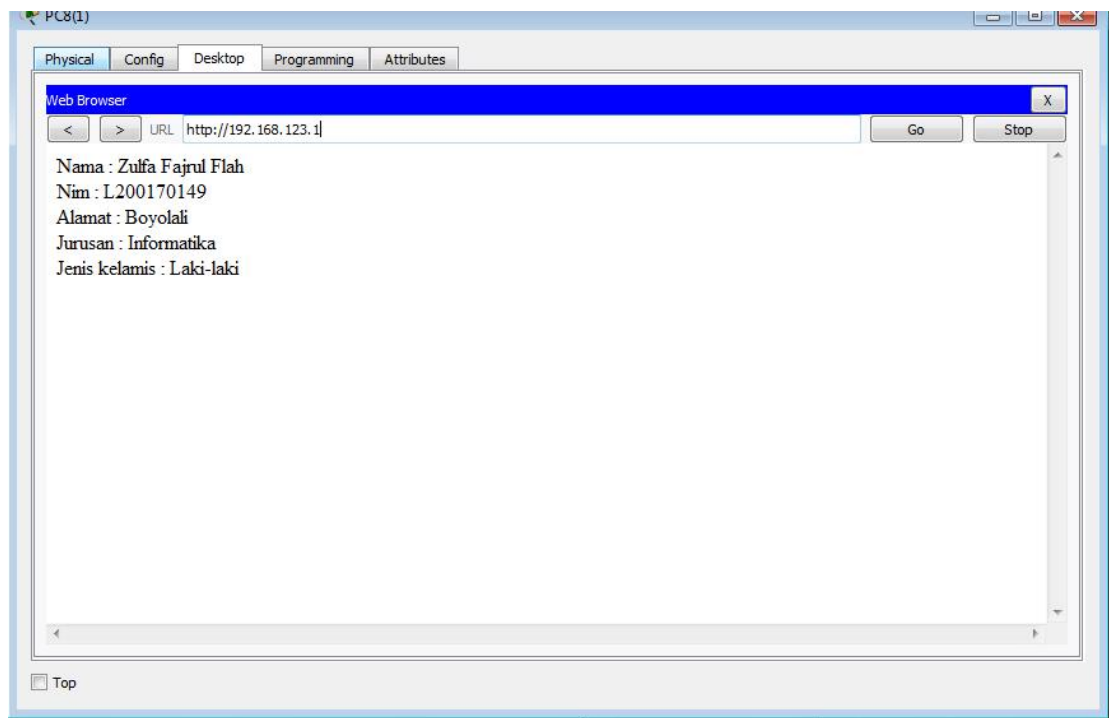 PC8(1)
Physical Config Desktop Programming Attributes
Web Browser X
< > URL http://192.168.123.1 Go Stop
Nama : Zulfa Fajrul Flah
Nim : L200170149
Alamat : Boyolali
Jurusan : Informatika
Jenis kelamis : Laki-laki
Top